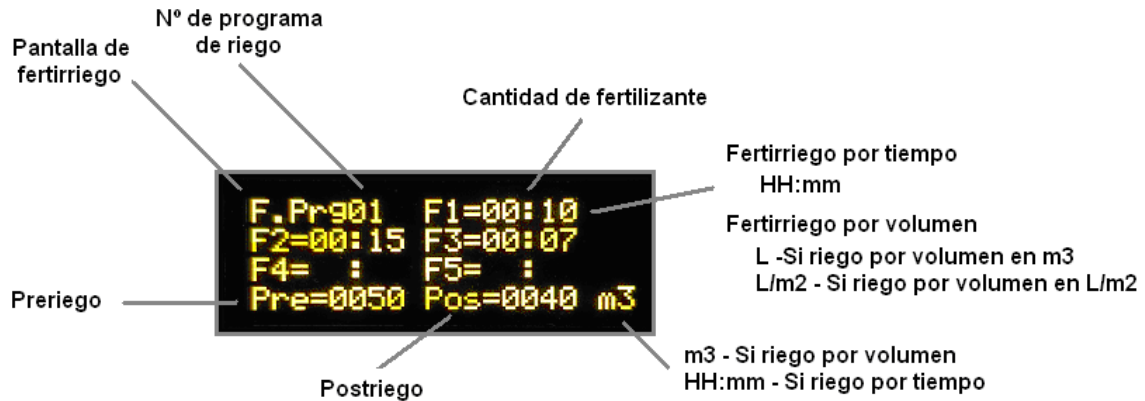 Nº de programa
de riego
Pantalla de
fertirriego
Cantidad de fertilizante
Fertirriego por tiempo
HH:mm
Fertirriego por volumen
L -Si riego por volumen en m3
L/m2 - Si riego por volumen en L/m2
F.Prg01 F1=00:10
F2=00:15 F3=00:07
F4= : F5= :
Pre=0050 Pos=0040 m3
Preriego
Postriego
m3 - Si riego por volumen
HH:mm - Si riego por tiempo